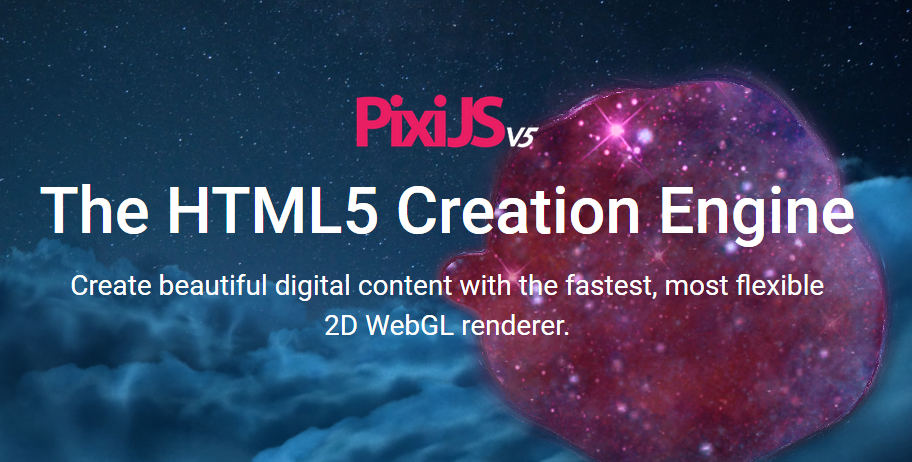 PixiJS V5
The HTML5 Creation Engine
Create beautiful digital content with the fastest, most flexible
2D WebGL renderer.